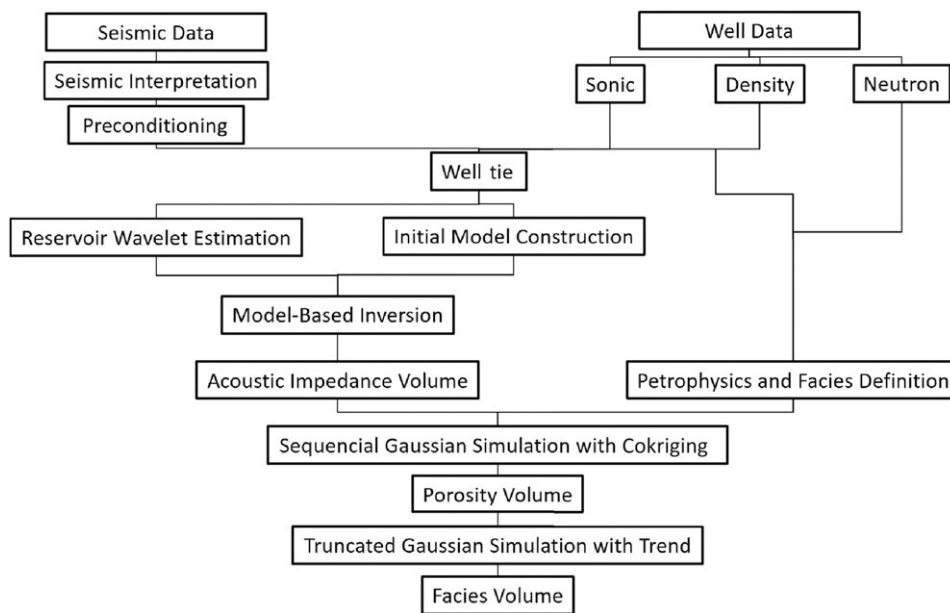 Seismic Data
Well Data
Seismic Interpretation
Sonic
Density
Neutron
Preconditioning
Well tie
Reservoir Wavelet Estimation
Initial Model Construction
Model-Based Inversion
Acoustic Impedance Volume
Petrophysics and Facies Definition
Sequencial Gaussian Simulation with Cokriging
Porosity Volume
Truncated Gaussian Simulation with Trend
Facies Volume